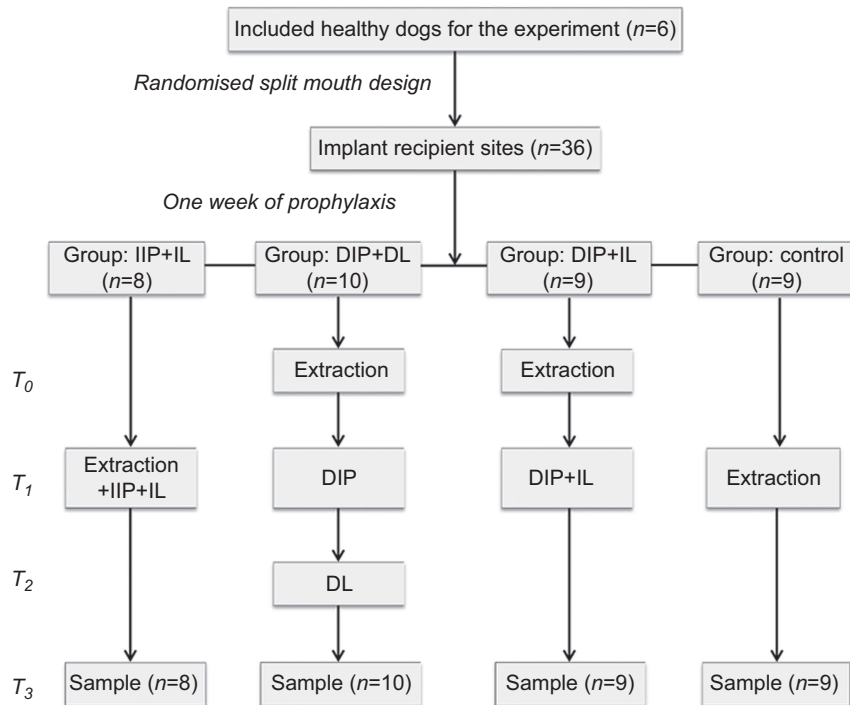 Included healthy dogs for the experiment (n=6)
Randomised split mouth design
Implant recipient sites (n=36)
One week of prophylaxis
Group: IIP+IL
(n=8)
Group: DIP+DL
(n=10)
Group: DIP+IL
(n=9)
Group: control
(n=9)
T0
Extraction
Extraction
T1
Extraction
+IIP+IL
DIP
DIP+IL
Extraction
T2
DL
T3
Sample (n=8)
Sample (n=10)
Sample (n=9)
Sample (n=9)